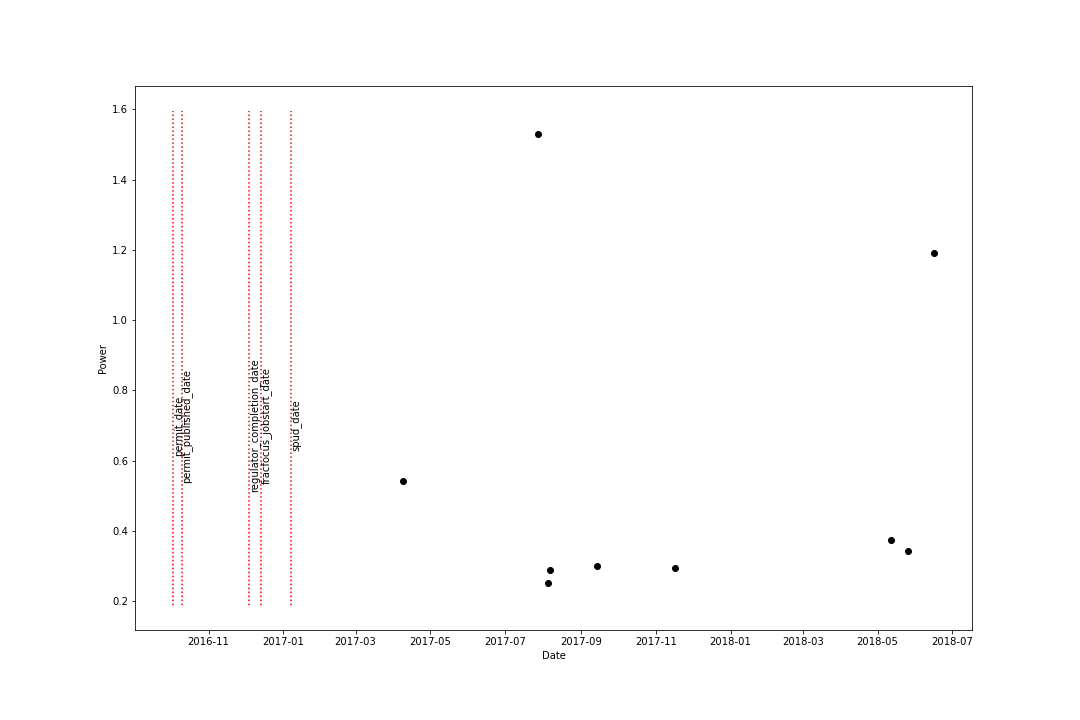 1.6
1.4
1.2
1.0
0.8
0.6
0.4
0.2
Power
permit_date
permit_published_date
regulator_completion_date
fracfocus_jobstart_date
spud_date
2016-11
2017-01
2017-03
2017-05
2017-07
2017-09
2017-11
2018-01
2018-03
2018-05
2018-07
Date